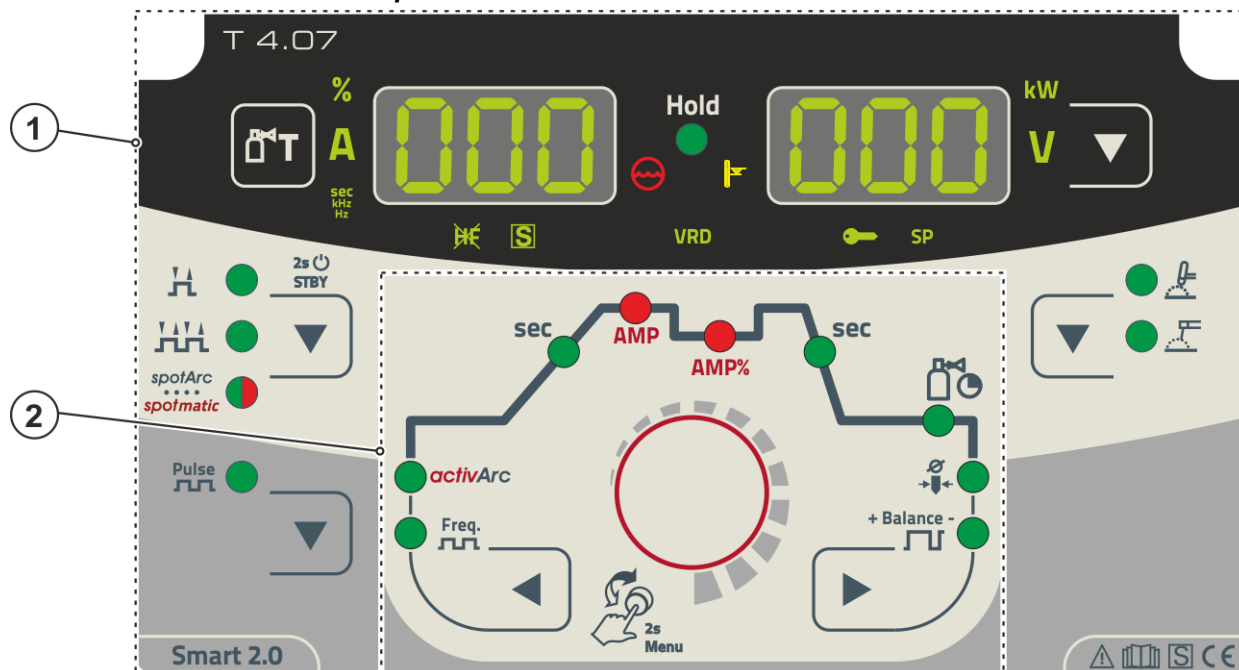 T 4.07
1
%
A
sec
kHz
Hz
000
Hold
000
kW
V
T
HF
S
VRD
SP
2s
STBY
spotArc
spotmatic
Pulse
2
sec
AMP
AMP%
sec
activArc
Freq.
+ Balance -
2s
Menu
Smart 2.0
S CE